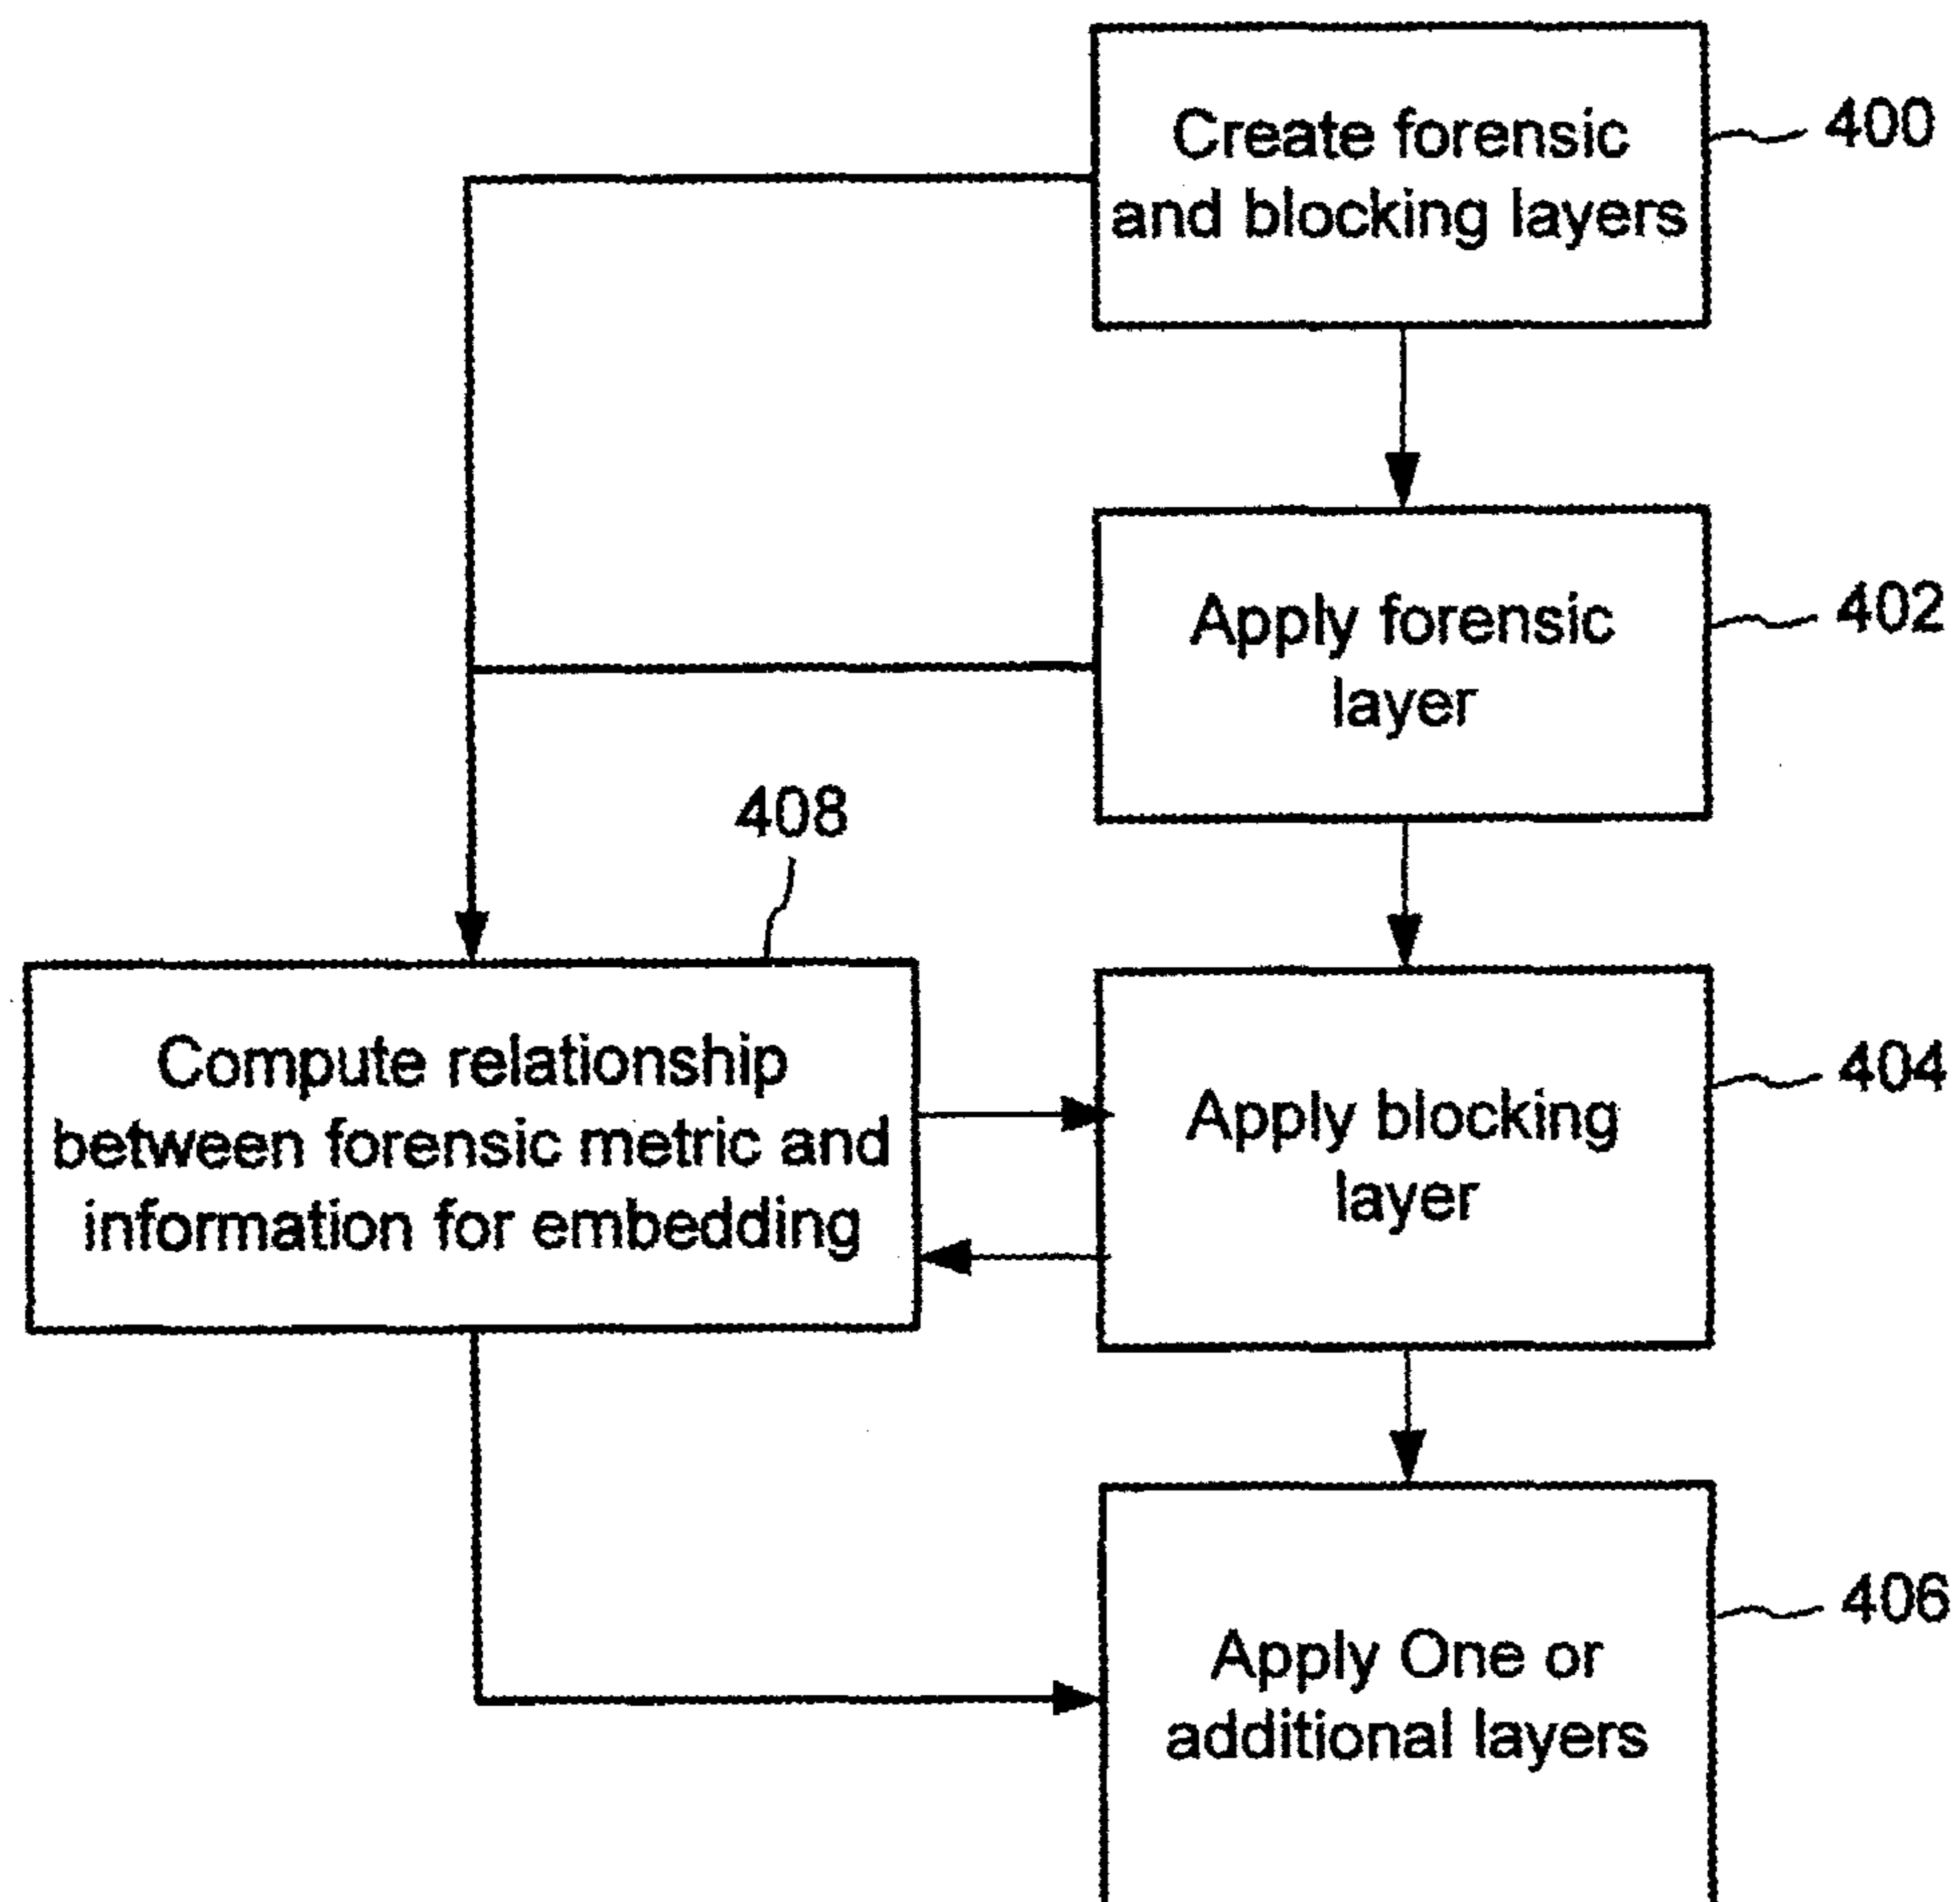 Create forensic
and blocking layers
400
Apply forensic
layer
402
408
Compute relationship
between forensic metric and
information for embedding
Apply blocking
layer
404
Apply One or
additional layers
406